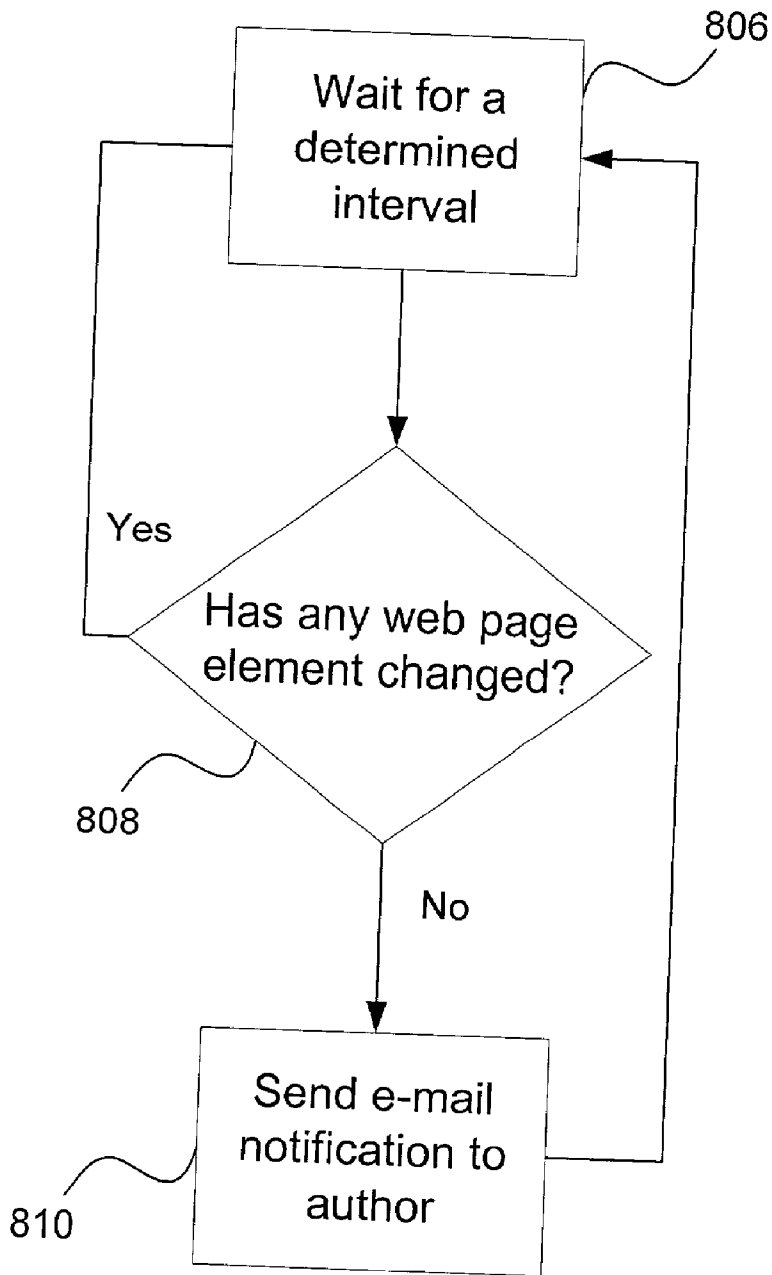 806
Wait for a
determined
interval
Yes
Has any web page
element changed?
808
No
Send e-mail
notification to
author
810